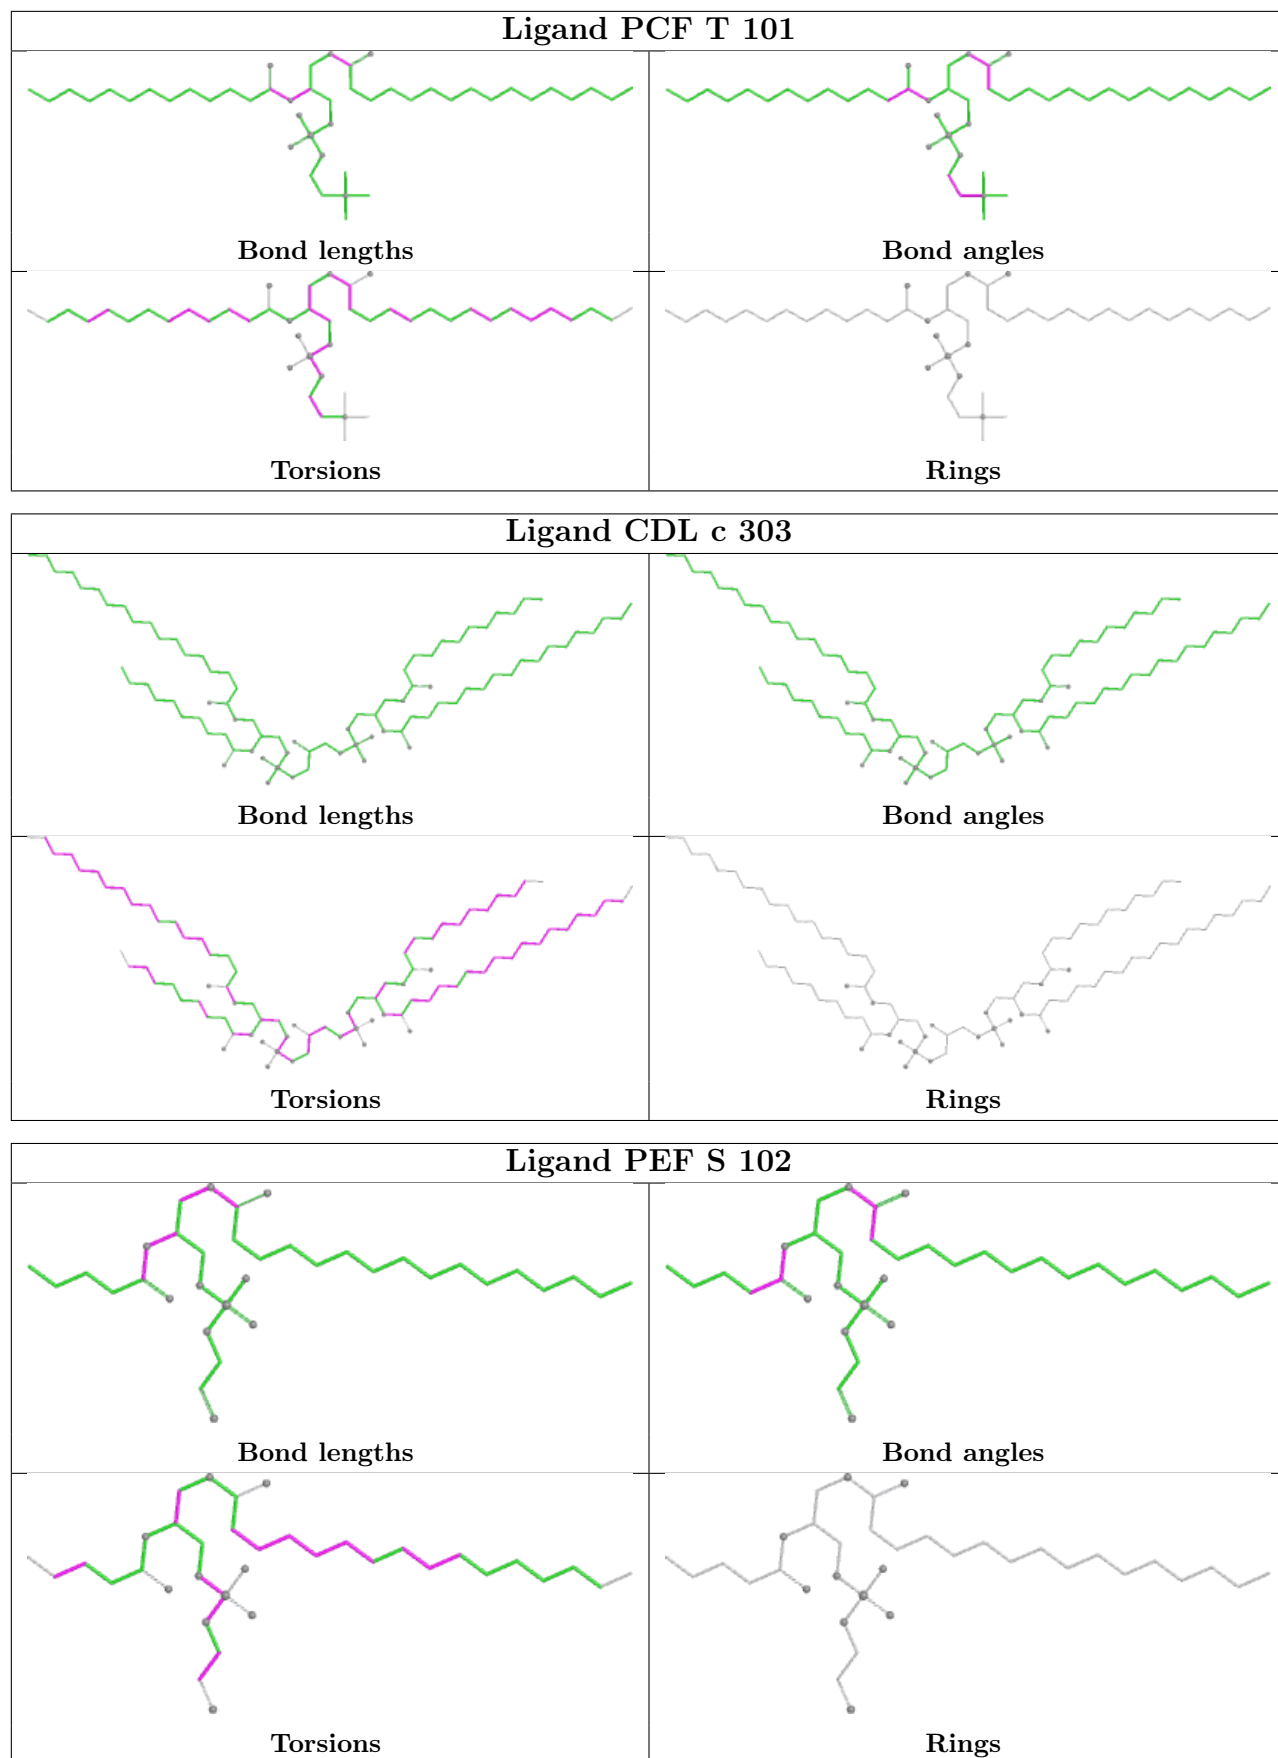 Ligand PCF T 101
Bond lengths
Bond angles
Torsions
Rings
Ligand CDL c 303
Bond lengths
Bond angles
Torsions
Rings
Ligand PEF S 102
Bond lengths
Bond angles
Torsions
Rings